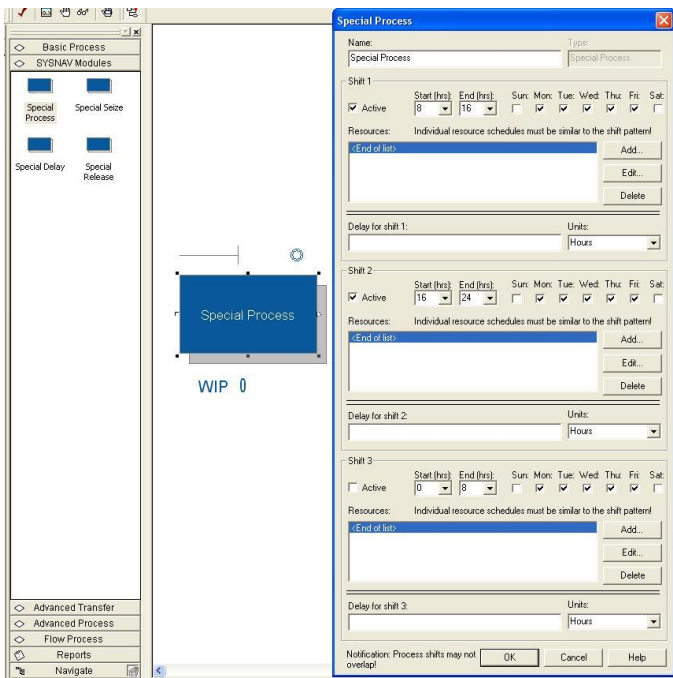 Basic Process
SYSNAV Modules
Special Process
Special Seize
Special Delay
Special Release
Advanced Transfer
Advanced Process
Flow Process
Reports
Navigate
Special Process
WIP 0
Special Process
Name: Type:
Special Process Special Process
Shift 1
Start (hrs): End (hrs): Sun: Mon: Tue: Wed: Thu: Fri: Sat:
Active 8 16
Resources: Individual resource schedules must be similar to the shift pattern!
<End of list>
Add...
Edit...
Delete
Delay for shift 1: Units:
Hours
Shift 2
Start (hrs): End (hrs): Sun: Mon: Tue: Wed: Thu: Fri: Sat:
Active 16 24
Resources: Individual resource schedules must be similar to the shift pattern!
<End of list>
Add...
Edit...
Delete
Delay for shift 2: Units:
Hours
Shift 3
Start (hrs): End (hrs): Sun: Mon: Tue: Wed: Thu: Fri: Sat:
Active 0 8
Resources: Individual resource schedules must be similar to the shift pattern!
<End of list>
Add...
Edit...
Delete
Delay for shift 3: Units:
Hours
Notification: Process shifts may not
overlap!
OK Cancel Help